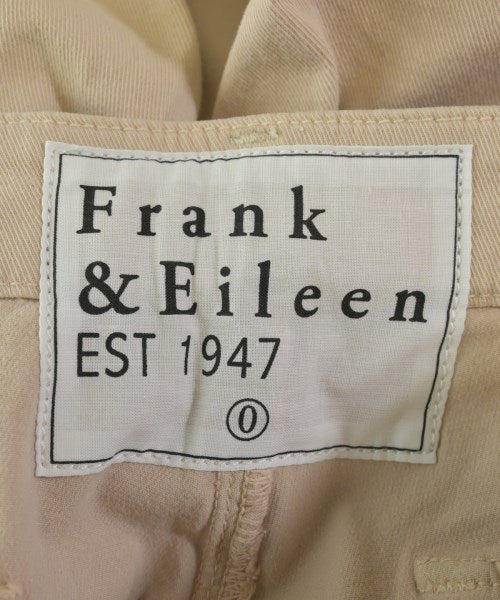 Frank
& Eileen
EST 1947
0